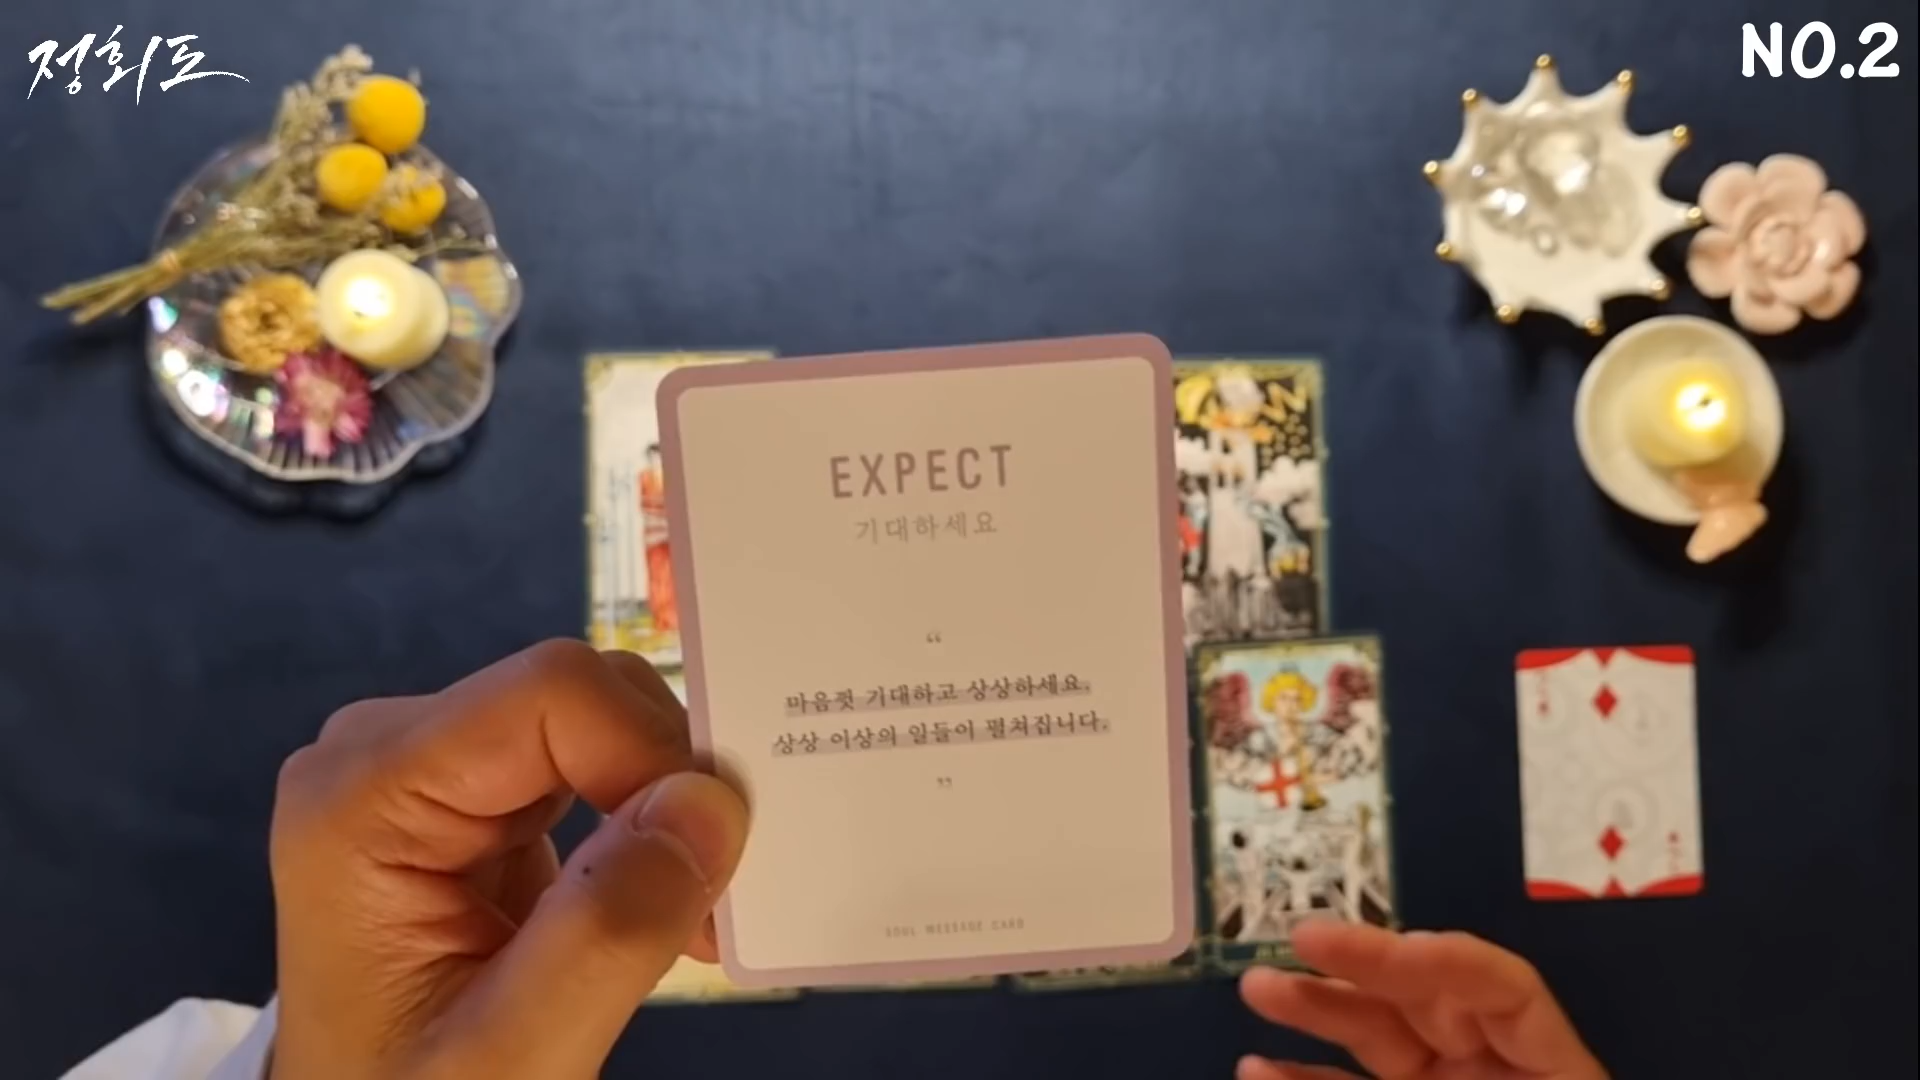 정회도
NO.2
EXPECT
기대하세요
“
마음껏 기대하고 상상하세요.
상상 이상의 일들이 펼쳐집니다.
”
SOUL MESSAGE CARD